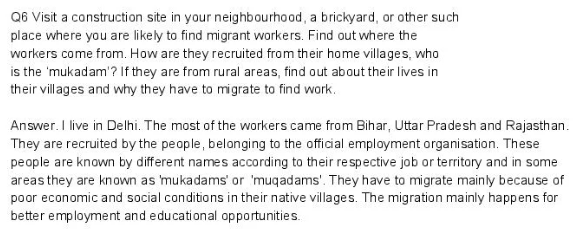 Q6 Visit a construction site in your neighbourhood, a brickyard, or other such
place where you are likely to find migrant workers. Find out where the
workers come from. How are they recruited from their home villages, who
is the 'mukadam'? If they are from rural areas, find out about their lives in
their villages and why they have to migrate to find work.
Answer. I live in Delhi. The most of the workers came from Bihar, Uttar Pradesh and Rajasthan.
They are recruited by the people, belonging to the official employment organisation. These
people are known by different names according to their respective job or territory and in some
areas they are known as 'mukadams' or 'muqadams'. They have to migrate mainly because of
poor economic and social conditions in their native villages. The migration mainly happens for
better employment and educational opportunities.